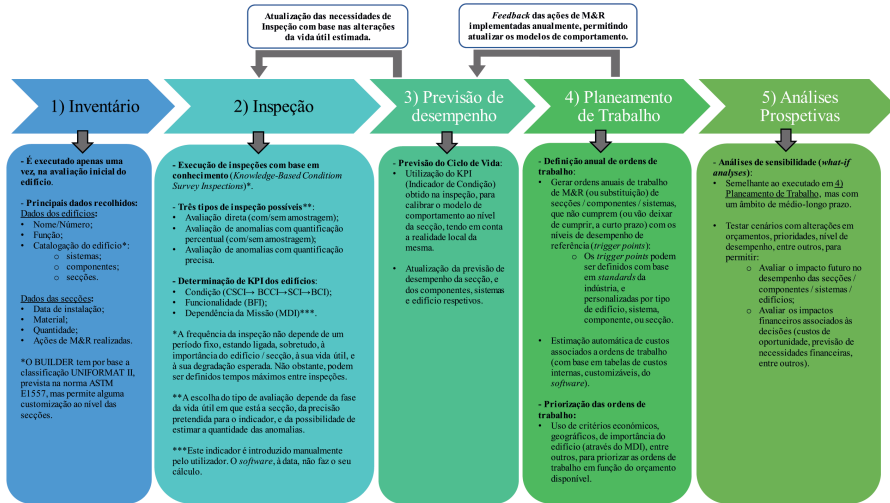 Atualização das necessidades de
Inspeção com base nas alterações
da vida útil estimada.
Feedback das ações de M&R
implementadas anualmente, permitindo
atualizar os modelos de comportamento.
1) Inventário
2) Inspeção
3) Previsão de
desempenho
4) Planeamento
de Trabalho
5) Análises
Prospetivas
- É executado apenas uma
vez, na avaliação inicial do
edifício.
- Principais dados recolhidos:
Dados dos edifícios:
• Nome/Número;
• Função;
• Catalogação do edifício*:
o sistemas;
o componentes;
o secções.
Dados das secções:
• Data de instalação;
• Material;
• Quantidade;
• Ações de M&R realizadas.
*O BUILDER tem por base a
classificação UNIFORMAT II,
prevista na norma ASTM
E1557, mas permite alguma
customização ao nível das
secções.
- Execução de inspeções com base em
conhecimento (Knowledge-Based Conditiom
Survey Inspections)*.
- Três tipos de inspeção possíveis**:
• Avaliação direta (com/sem amostragem);
• Avaliação de anomalias com quantificação
percentual (com/sem amostragem);
• Avaliação de anomalias com quantificação
precisa.
- Determinação de KPI dos edifícios:
• Condição (CSCI→ BCCI→SCI→BCI);
• Funcionalidade (BFI);
• Dependência da Missão (MDI)***.
*A frequência da inspeção não depende de um
período fixo, estando ligada, sobretudo, à
importância do edifício / secção, à sua vida útil, e
à sua degradação esperada. Não obstante, podem
ser definidos tempos máximos entre inspeções.
**A escolha do tipo de avaliação depende da fase
da vida útil em que está a secção, da precisão
pretendida para o indicador, e da possibilidade de
estimar a quantidade das anomalias.
***Este indicador é introduzido manualmente
pelo utilizador. O software, à data, não faz o seu
cálculo.
- Previsão do Ciclo de Vida:
• Utilização do KPI
(Indicador de Condição)
obtido na inspeção, para
calibrar o modelo de
comportamento ao nível
da secção, tendo em conta
a realidade local da
mesma.
• Atualização da previsão de
desempenho da secção, e
dos componentes, sistemas
e edifício respetivos.
- Definição anual de ordens de
trabalho:
• Gerar ordens anuais de trabalho
de M&R (ou substituição) de
secções / componentes / sistemas,
que não cumprem (ou vão deixar
de cumprir, a curto prazo) com os
níveis de desempenho de
referência (trigger points):
o Os trigger points podem
ser definidos com base
em standards da
indústria, e
personalizadas por tipo
de edifício, sistema,
componente, ou secção.
• Estimação automática de custos
associados a ordens de trabalho
(com base em tabelas de custos
internas, customizáveis, do
software).
- Priorização das ordens de
trabalho:
• Uso de critérios económicos,
geográficos, de importância do
edifício (através do MDI), entre
outros, para priorizar as ordens de
trabalho em função do orçamento
disponível.
- Análises de sensibilidade (what-if
analyses):
• Semelhante ao executado em 4)
Planeamento de Trabalho, mas com
um âmbito de médio-longo prazo.
• Testar cenários com alterações em
orçamentos, prioridades, nível de
desempenho, entre outros, para
permitir:
o Avaliar o impacto futuro no
desempenho das secções /
componentes / sistemas /
edifícios;
o Avaliar os impactos
financeiros associados às
decisões (custos de
oportunidade, previsão de
necessidades financeiras,
entre outros).